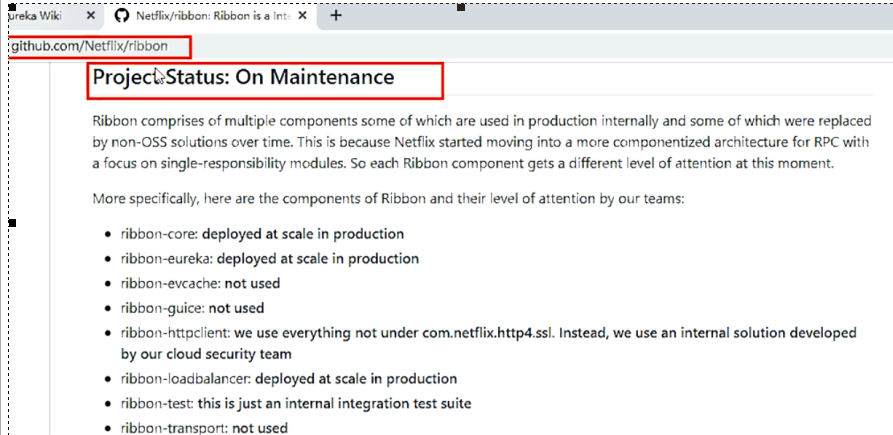 ureka Wiki
Netflix/ribbon: Ribbon is a Inte
github.com/Netflix/ribbon
Project Status: On Maintenance
Ribbon comprises of multiple components some of which are used in production internally and some of which were replaced
by non-OSS solutions over time. This is because Netflix started moving into a more componentized architecture for RPC with
a focus on single-responsibility modules. So each Ribbon component gets a different level of attention at this moment.
More specifically, here are the components of Ribbon and their level of attention by our teams:
• ribbon-core: deployed at scale in production
• ribbon-eureka: deployed at scale in production
• ribbon-evcache: not used
• ribbon-guice: not used
• ribbon-httpclient: we use everything not under com.netflix.http4.ssl. Instead, we use an internal solution developed
by our cloud security team
• ribbon-loadbalancer: deployed at scale in production
• ribbon-test: this is just an internal integration test suite
• ribbon-transport: not used